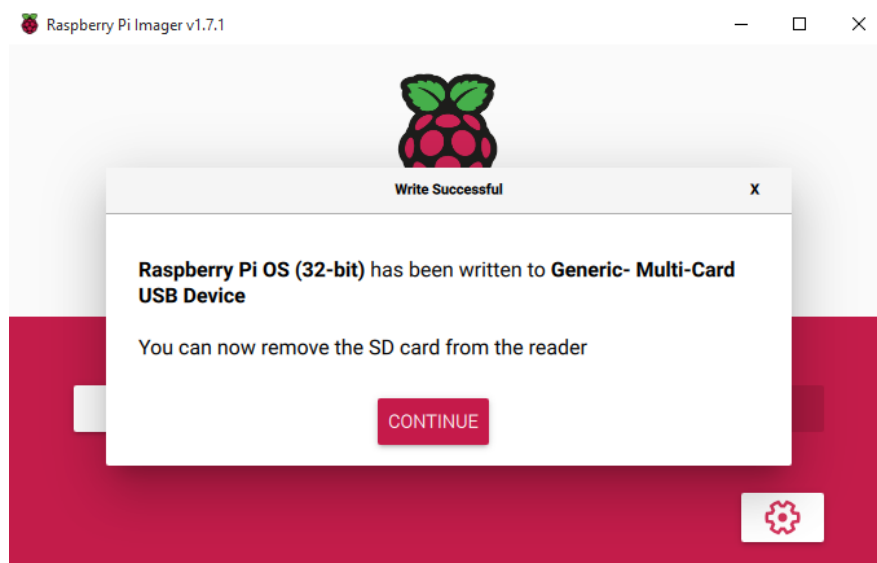 Raspberry Pi Imager v1.7.1
Write Successful
X
Raspberry Pi OS (32-bit) has been written to Generic- Multi-Card
USB Device
You can now remove the SD card from the reader
CONTINUE